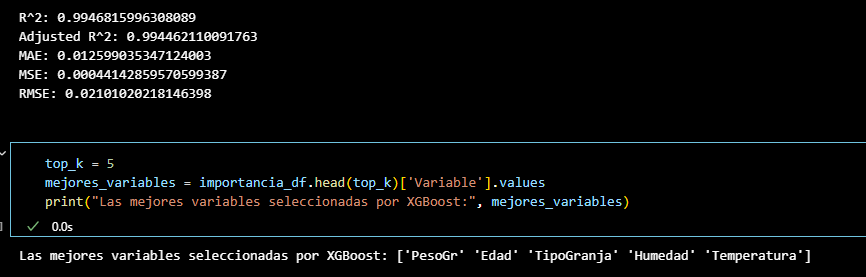 R^2: 0.9946815996308089
Adjusted R^2: 0.994462110091763
MAE: 0.012599035347124003
MSE: 0.00044142859570599387
RMSE: 0.02101020218146398
top_k = 5
mejores_variables = importancia_df.head(top_k)['Variable'].values
print("Las mejores variables seleccionadas por XGBoost:", mejores_variables)
0.0s
Las mejores variables seleccionadas por XGBoost: ['PesoGr' 'Edad' 'TipoGranja' 'Humedad' 'Temperatura']